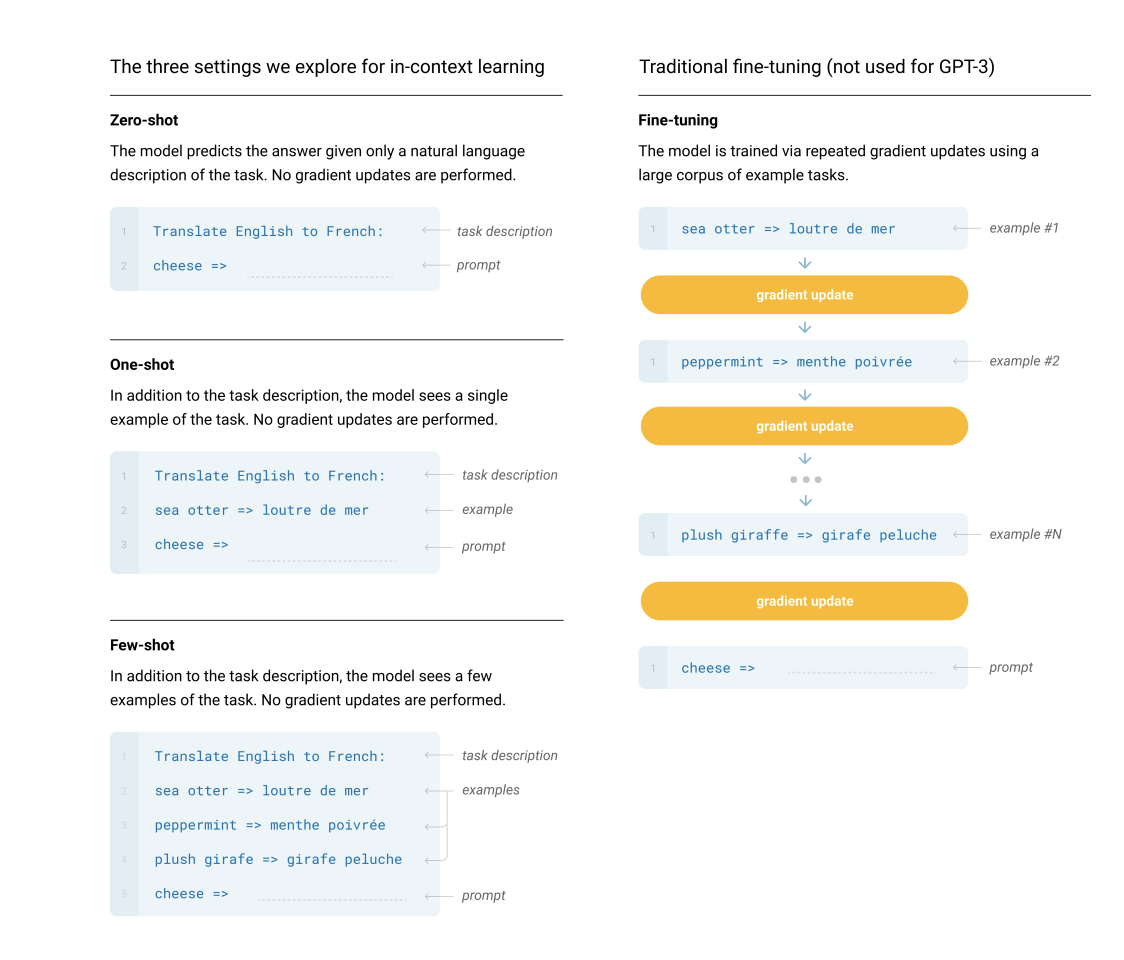 The three settings we explore for in-context learning
Zero-shot
The model predicts the answer given only a natural language
description of the task. No gradient updates are performed.
1 Translate English to French: task description
2 cheese => prompt
One-shot
In addition to the task description, the model sees a single
example of the task. No gradient updates are performed.
1 Translate English to French: task description
2 sea otter => loutre de mer example
3 cheese => prompt
Few-shot
In addition to the task description, the model sees a few
examples of the task. No gradient updates are performed.
1 Translate English to French: task description
2 sea otter => loutre de mer examples
3 peppermint => menthe poivrée
4 plush girafe => girafe peluche
5 cheese => prompt
Traditional fine-tuning (not used for GPT-3)
Fine-tuning
The model is trained via repeated gradient updates using a
large corpus of example tasks.
1 sea otter => loutre de mer example #1
gradient update
1 peppermint => menthe poivrée example #2
gradient update
1 plush giraffe => girafe peluche example #N
gradient update
1 cheese => prompt